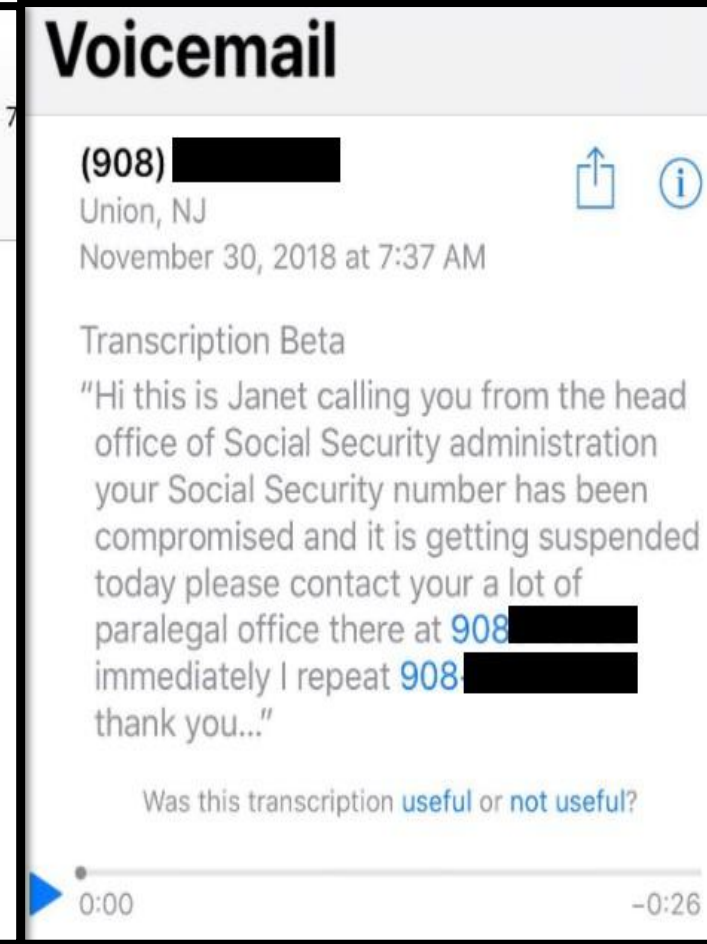 Voicemail
7
(908)
Union, NJ
November 30, 2018 at 7:37 AM
Transcription Beta
“Hi this is Janet calling you from the head
office of Social Security administration
your Social Security number has been
compromised and it is getting suspended
today please contact your a lot of
paralegal office there at 908
immediately I repeat 908-
thank you...”
Was this transcription useful or not useful?
0:00 -0:26